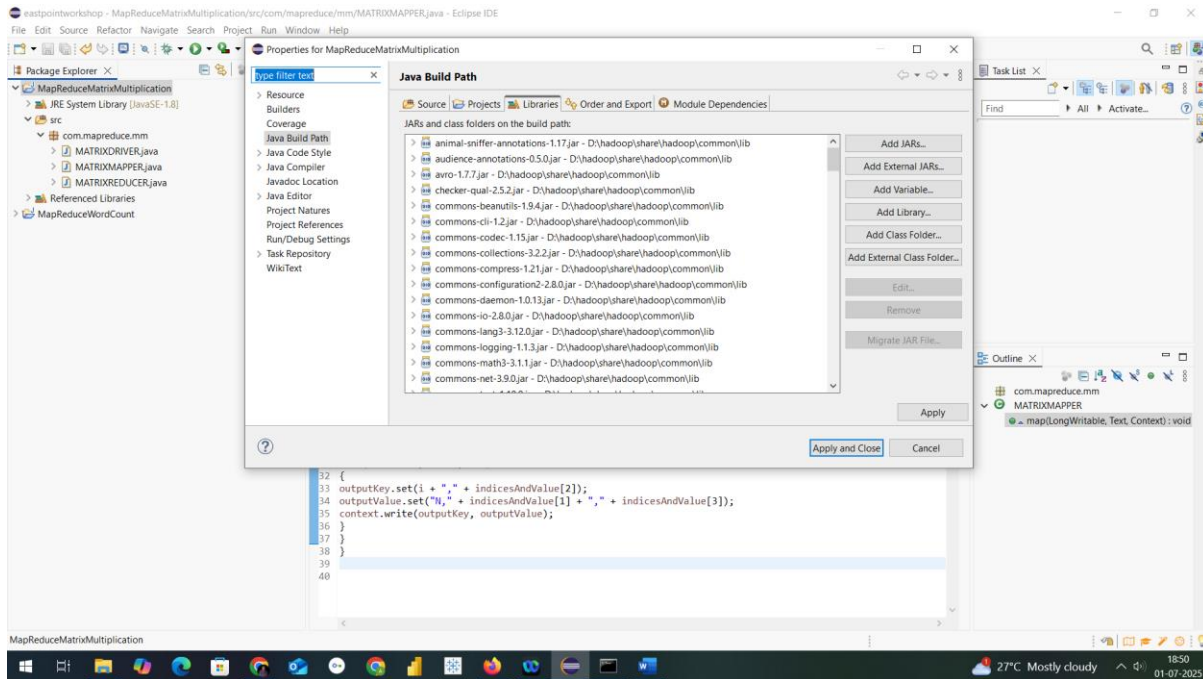 eastpointworkshop - MapReduceMatrixMultiplication/src/com/mapreduce/mm/MATRIXMAPPER.java - Eclipse IDE
File Edit Source Refactor Navigate Search Project Run Window Help
Package Explorer
MapReduceMatrixMultiplication
JRE System Library [JavaSE-1.8]
src
com.mapreduce.mm
MATRIXDRIVER.java
MATRIXMAPPER.java
MATRIXREDUCER.java
Referenced Libraries
MapReduceWordCount
Properties for MapReduceMatrixMultiplication
type filter text
Resource
Builders
Coverage
Java Build Path
Java Code Style
Java Compiler
Javadoc Location
Java Editor
Project Natures
Project References
Run/Debug Settings
Task Repository
WikiText
Java Build Path
Source Projects Libraries Order and Export Module Dependencies
JARs and class folders on the build path:
animal-sniffer-annotations-1.17.jar - D:\hadoop\share\hadoop\common\lib
audience-annotations-0.5.0.jar - D:\hadoop\share\hadoop\common\lib
avro-1.7.7.jar - D:\hadoop\share\hadoop\common\lib
checker-qual-2.5.2.jar - D:\hadoop\share\hadoop\common\lib
commons-beanutils-1.9.4.jar - D:\hadoop\share\hadoop\common\lib
commons-cli-1.2.jar - D:\hadoop\share\hadoop\common\lib
commons-codec-1.15.jar - D:\hadoop\share\hadoop\common\lib
commons-collections-3.2.2.jar - D:\hadoop\share\hadoop\common\lib
commons-compress-1.21.jar - D:\hadoop\share\hadoop\common\lib
commons-configuration2-2.8.0.jar - D:\hadoop\share\hadoop\common\lib
commons-daemon-1.0.13.jar - D:\hadoop\share\hadoop\common\lib
commons-io-2.8.0.jar - D:\hadoop\share\hadoop\common\lib
commons-lang3-3.12.0.jar - D:\hadoop\share\hadoop\common\lib
commons-logging-1.1.3.jar - D:\hadoop\share\hadoop\common\lib
commons-math3-3.1.1.jar - D:\hadoop\share\hadoop\common\lib
commons-net-3.9.0.jar - D:\hadoop\share\hadoop\common\lib
Add JARs...
Add External JARs...
Add Variable...
Add Library...
Add Class Folder...
Add External Class Folder...
Edit...
Remove
Migrate JAR File...
Apply
Apply and Close Cancel
Task List
Find All Activate...
Outline
com.mapreduce.mm
MATRIXMAPPER
map(LongWritable, Text, Context) : void
32 {
33 outputKey.set(i + "," + indicesAndValue[2]);
34 outputValue.set("N," + indicesAndValue[1] + "," + indicesAndValue[3]);
35 context.write(outputKey, outputValue);
36 }
37 }
38 }
39
40
MapReduceMatrixMultiplication
27°C Mostly cloudy
18:50
01-07-2025